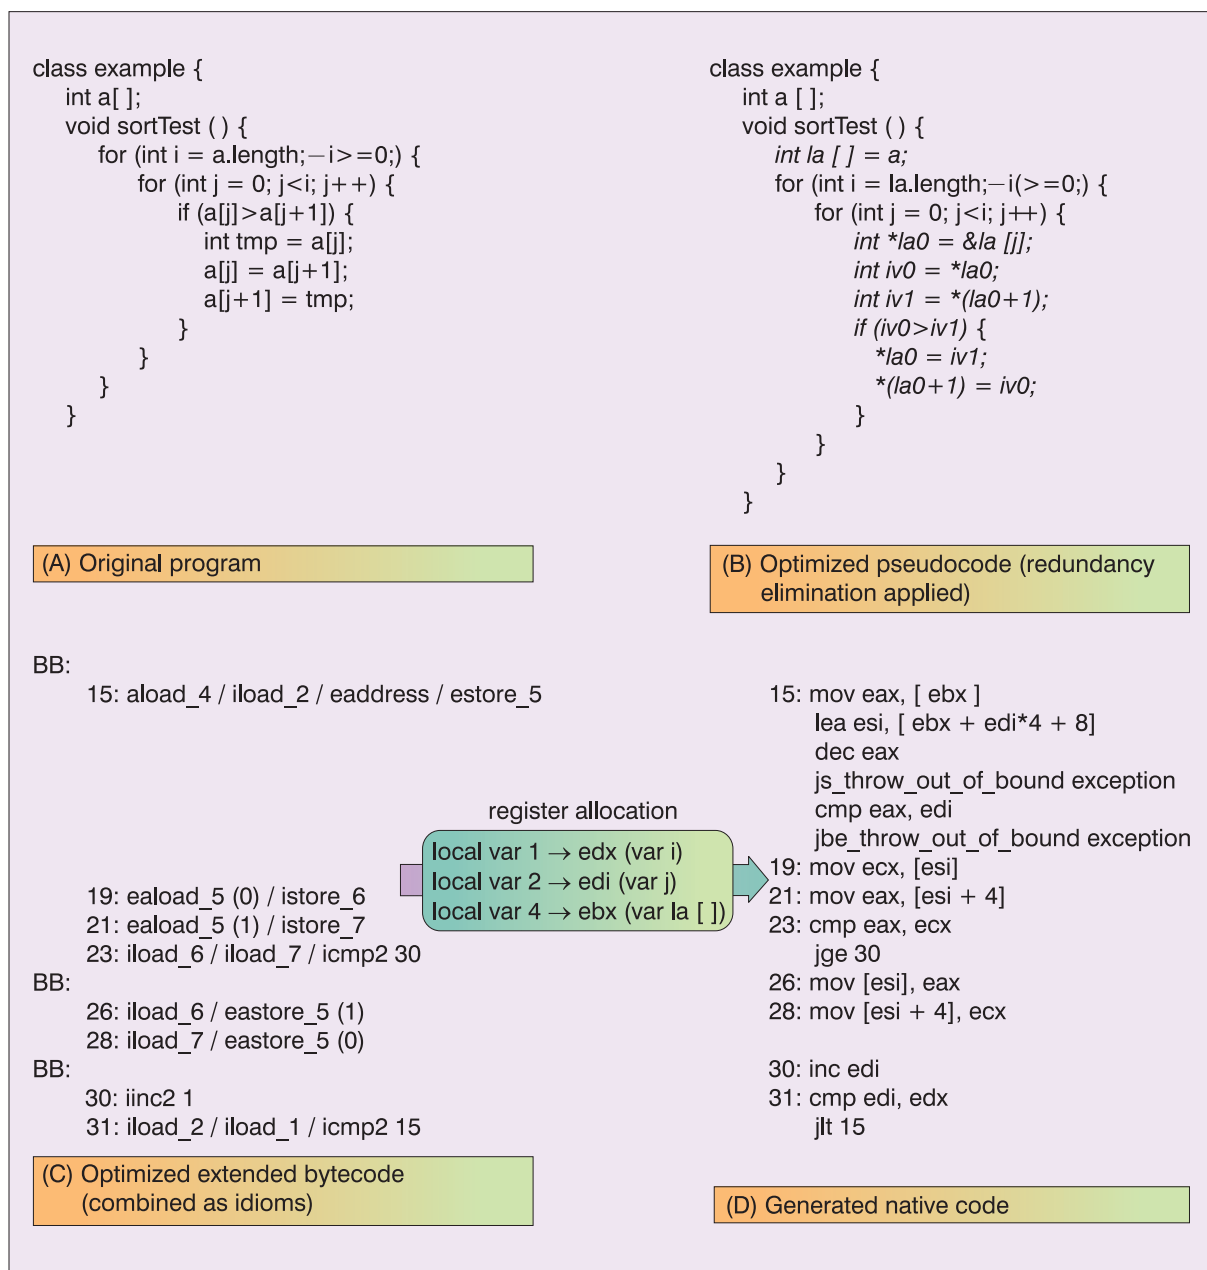 class example {
int a[ ];
void sortTest ( ) {
for (int i = a.length;−i>=0;) {
for (int j = 0; j<i; j++) {
if (a[j]>a[j+1]) {
int tmp = a[j];
a[j] = a[j+1];
a[j+1] = tmp;
}
}
}
}
(A) Original program
class example {
int a [ ];
void sortTest ( ) {
int la [ ] = a;
for (int i = la.length;−i(>=0;) {
for (int j = 0; j<i; j++) {
int *la0 = &la [j];
int iv0 = *la0;
int iv1 = *(la0+1);
if (iv0>iv1) {
*la0 = iv1;
*(la0+1) = iv0;
}
}
}
}
(B) Optimized pseudocode (redundancy
elimination applied)
BB:
15: aload_4 / iload_2 / eaddress / estore_5
19: eaload_5 (0) / istore_6
21: eaload_5 (1) / istore_7
23: iload_6 / iload_7 / icmp2 30
BB:
26: iload_6 / eastore_5 (1)
28: iload_7 / eastore_5 (0)
BB:
30: iinc2 1
31: iload_2 / iload_1 / icmp2 15
(C) Optimized extended bytecode
(combined as idioms)
register allocation
local var 1 → edx (var i)
local var 2 → edi (var j)
local var 4 → ebx (var la [ ])
15: mov eax, [ ebx ]
lea esi, [ ebx + edi*4 + 8]
dec eax
js_throw_out_of_bound exception
cmp eax, edi
jbe_throw_out_of_bound exception
19: mov ecx, [esi]
21: mov eax, [esi + 4]
23: cmp eax, ecx
jge 30
26: mov [esi], eax
28: mov [esi + 4], ecx
30: inc edi
31: cmp edi, edx
jlt 15
(D) Generated native code